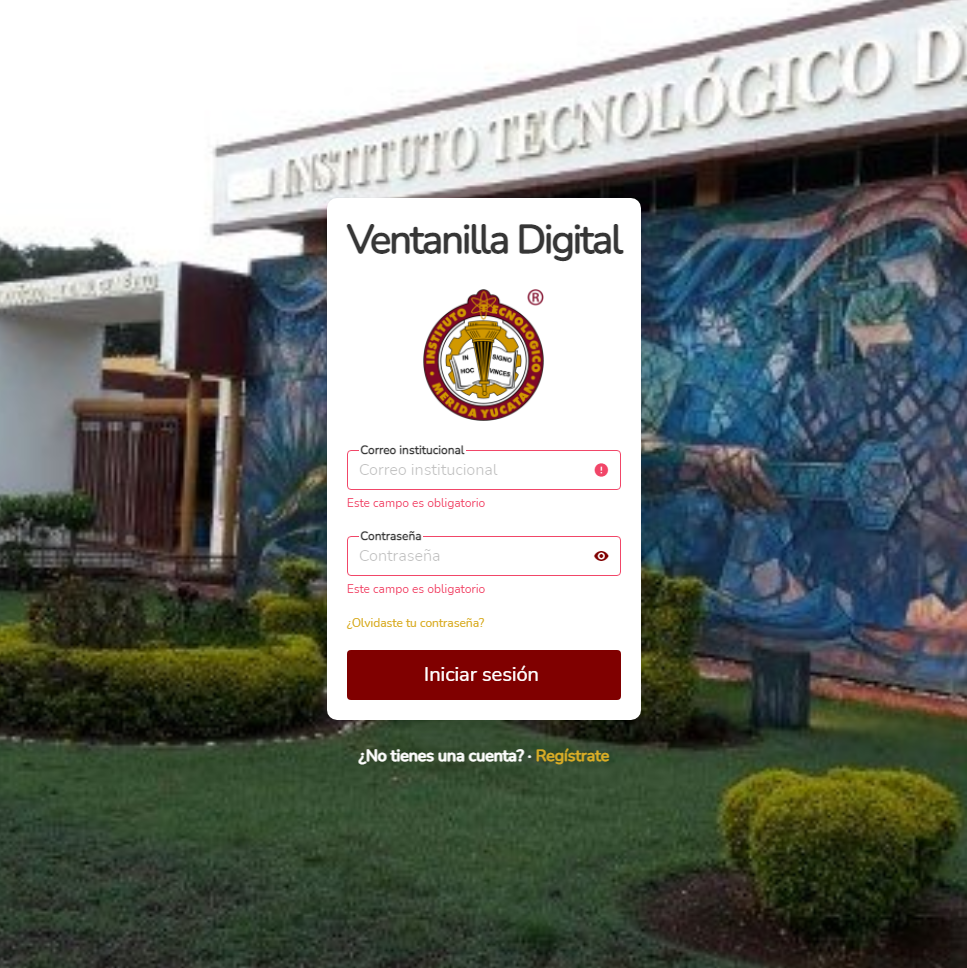 INSTITUTO TECNOLÓGICO DE
Ventanilla Digital
®
INSTITUTO TECNOLOGICO
IN
HOC
SIGNO
VINCES
MERIDA YUCATAN
Correo institucional
Correo institucional
Este campo es obligatorio
Contraseña
Contraseña
Este campo es obligatorio
¿Olvidaste tu contraseña?
Iniciar sesión
¿No tienes una cuenta? · Regístrate